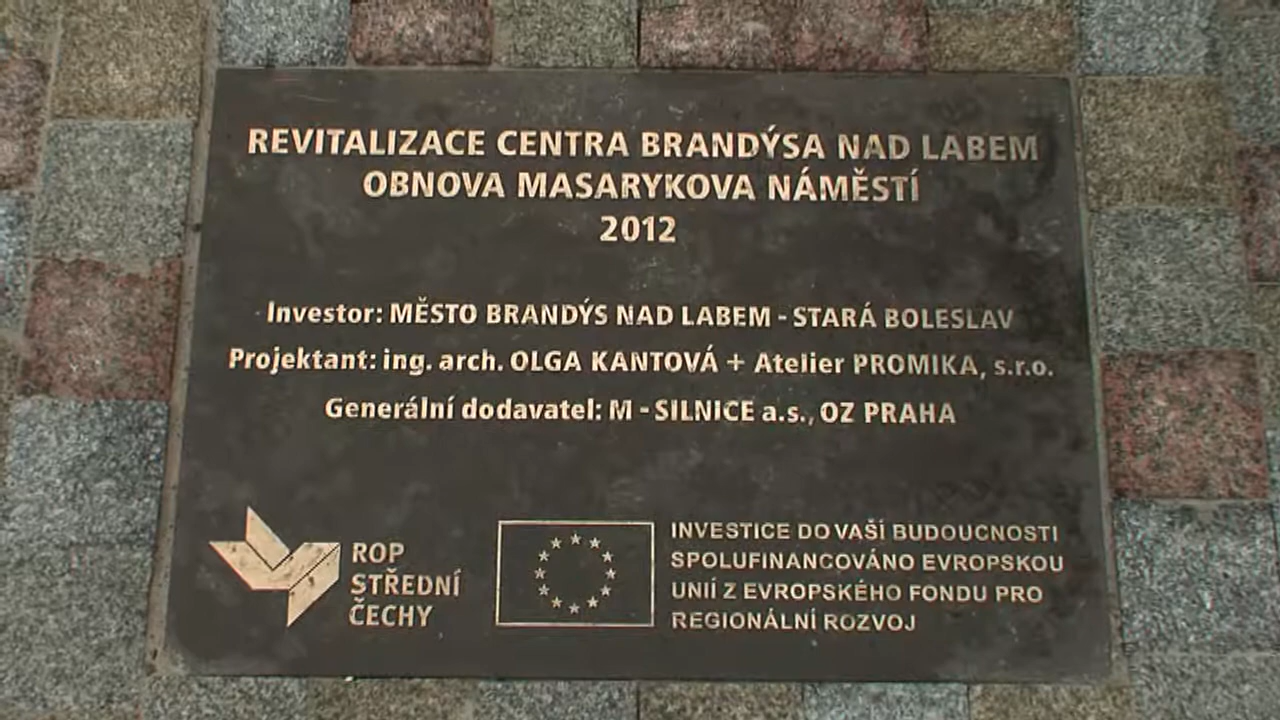 REVITALIZACE CENTRA BRANDÝSA NAD LABEM
OBNOVA MASARYKOVA NÁMĚSTÍ
2012
Investor: MĚSTO BRANDÝS NAD LABEM - STARÁ BOLESLAV
Projektant: ing. arch. OLGA KANTOVÁ + Atelier PROMIKA, s.r.o.
Generální dodavatel: M - SILNICE a.s., OZ PRAHA
ROP
STŘEDNÍ
ČECHY
INVESTICE DO VAŠÍ BUDOUCNOSTI
SPOLUFINANCOVÁNO EVROPSKOU
UNIÍ Z EVROPSKÉHO FONDU PRO
REGIONÁLNÍ ROZVOJ